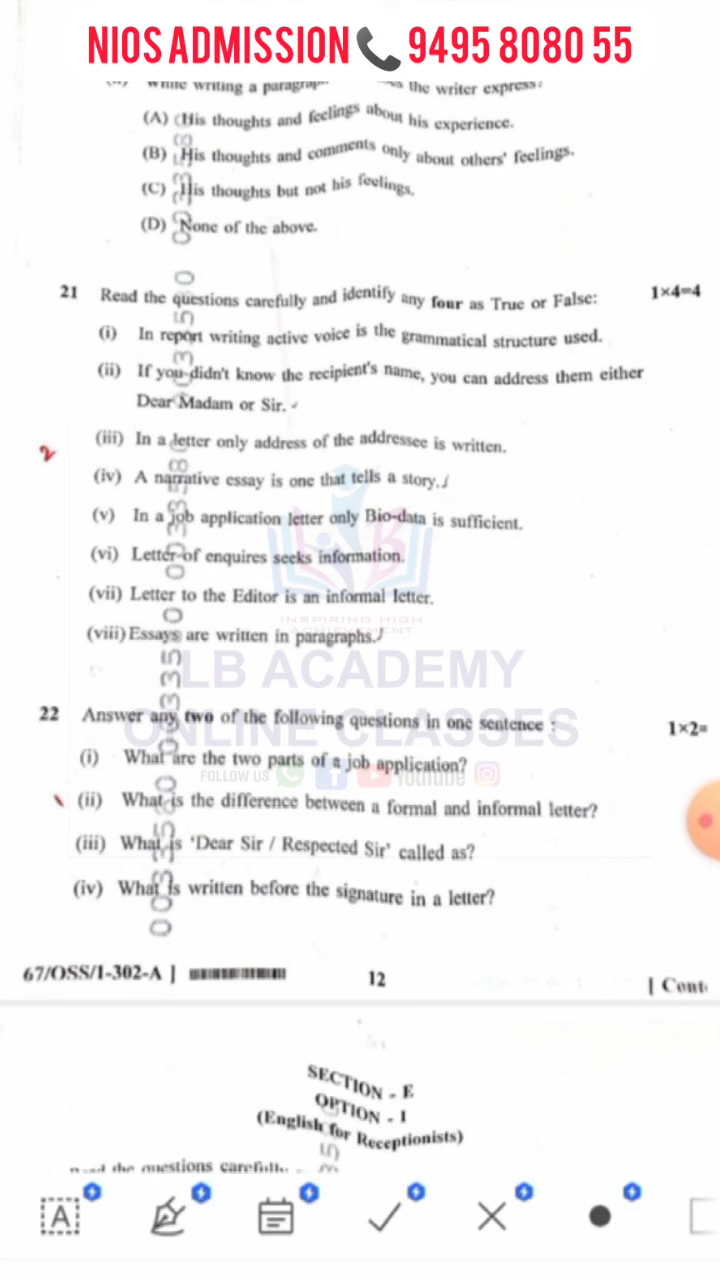 NIOS ADMISSION 📞 9495 8080 55
while writing a the writer express?
(A) His thoughts and feelings about his experience.
(B) His thoughts and comments only about others' feelings.
(C) His thoughts but not his feelings.
(D) None of the above.
21 Read the questions carefully and identify any four as True or False: 1×4=4
(i) In report writing active voice is the grammatical structure used.
(ii) If you didn't know the recipient's name, you can address them either
Dear Madam or Sir.
2
(iii) In a letter only address of the addressee is written.
(iv) A narrative essay is one that tells a story.
(v) In a job application letter only Bio-data is sufficient.
(vi) Letter of enquires seeks information.
(vii) Letter to the Editor is an informal letter.
INSPIRING HIGH
ACHIEVEMENT
(viii) Essays are written in paragraphs.
LB ACADEMY
ONLINE CLASSES
22 Answer any two of the following questions in one sentence : 1×2=
(i) What are the two parts of a job application?
FOLLOW US Youtube
(ii) What is the difference between a formal and informal letter?
(iii) What is 'Dear Sir / Respected Sir' called as?
(iv) What is written before the signature in a letter?
67/OSS/1-302-A ] 12 [ Cont
SECTION - E
OPTION - I
(English for Receptionists)
the questions
A